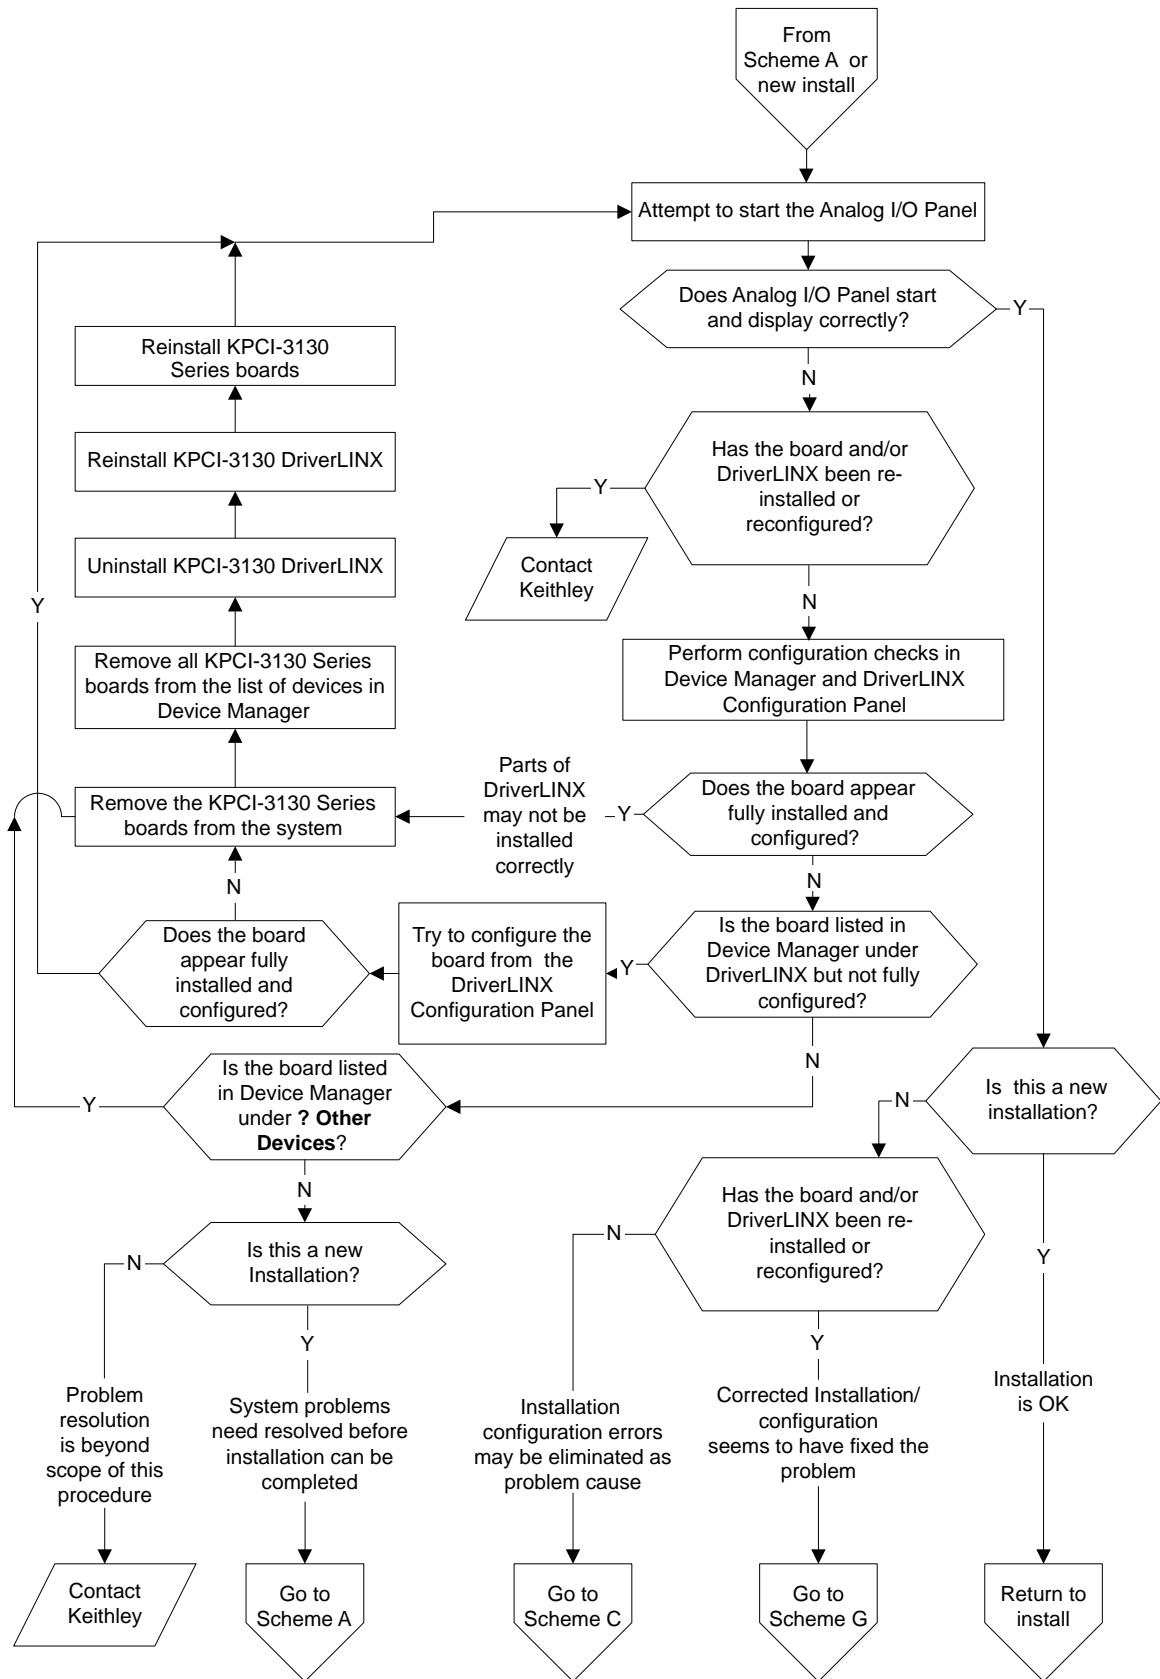 From
Scheme A or
new install
Attempt to start the Analog I/O Panel
Does Analog I/O Panel start
and display correctly?
Y
N
Reinstall KPCI-3130
Series boards
Has the board and/or
DriverLINX been re-
installed or
reconfigured?
Y
Contact
Keithley
N
Reinstall KPCI-3130 DriverLINX
Uninstall KPCI-3130 DriverLINX
Y
Remove all KPCI-3130 Series
boards from the list of devices in
Device Manager
Perform configuration checks in
Device Manager and DriverLINX
Configuration Panel
Remove the KPCI-3130 Series
boards from the system
Parts of
DriverLINX
may not be
installed
correctly
Y
Does the board appear
fully installed and
configured?
N
N
Does the board
appear fully
installed and
configured?
Try to configure the
board from the
DriverLINX
Configuration Panel
Y
Is the board listed in
Device Manager under
DriverLINX but not fully
configured?
N
Y
Is the board listed
in Device Manager
under ? Other
Devices?
N
Is this a new
installation?
N
Y
N
Is this a new
Installation?
Y
Has the board and/or
DriverLINX been re-
installed or
reconfigured?
N
Y
Problem
resolution
is beyond
scope of this
procedure
System problems
need resolved before
installation can be
completed
Installation
configuration errors
may be eliminated as
problem cause
Corrected Installation/
configuration
seems to have fixed the
problem
Installation
is OK
Contact
Keithley
Go to
Scheme A
Go to
Scheme C
Go to
Scheme G
Return to
install